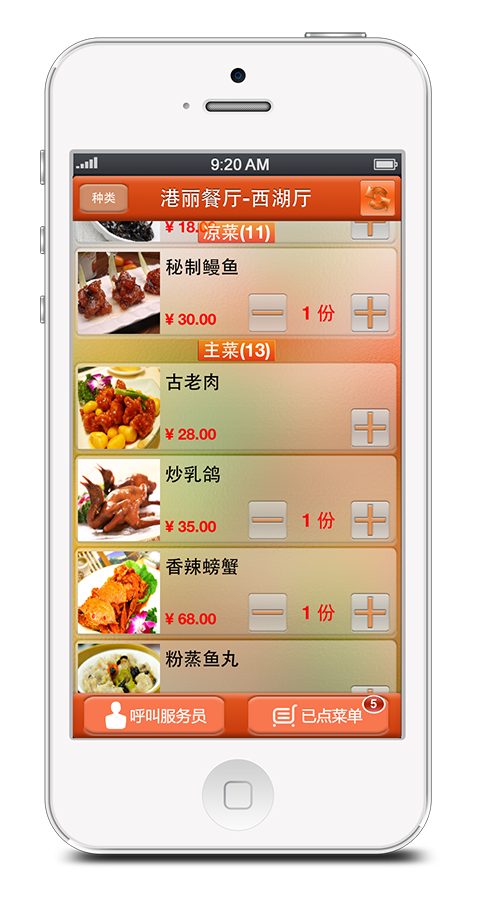 9:20 AM
种类
港丽餐厅-西湖厅
¥ 18.
凉菜(11)
秘制鳗鱼
¥ 30.00
1 份
主菜(13)
古老肉
¥ 28.00
炒乳鸽
¥ 35.00
1 份
香辣螃蟹
¥ 68.00
1 份
粉蒸鱼丸
呼叫服务员
已点菜单
5